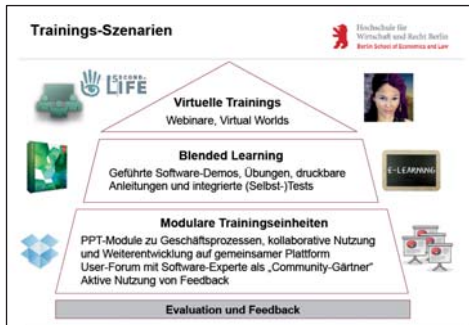 Trainings-Szenarien
Hochschule für
Wirtschaft und Recht Berlin
Berlin School of Economics and Law
SECOND
LIFE
Virtuelle Trainings
Webinare, Virtual Worlds
Blended Learning
Geführte Software-Demos, Übungen, druckbare
Anleitungen und integrierte (Selbst-)Tests
E-LEARNING
Modulare Trainingseinheiten
PPT-Module zu Geschäftsprozessen, kollaborative Nutzung
und Weiterentwicklung auf gemeinsamer Plattform
User-Forum mit Software-Experte als „Community-Gärtner"
Aktive Nutzung von Feedback
Evaluation und Feedback